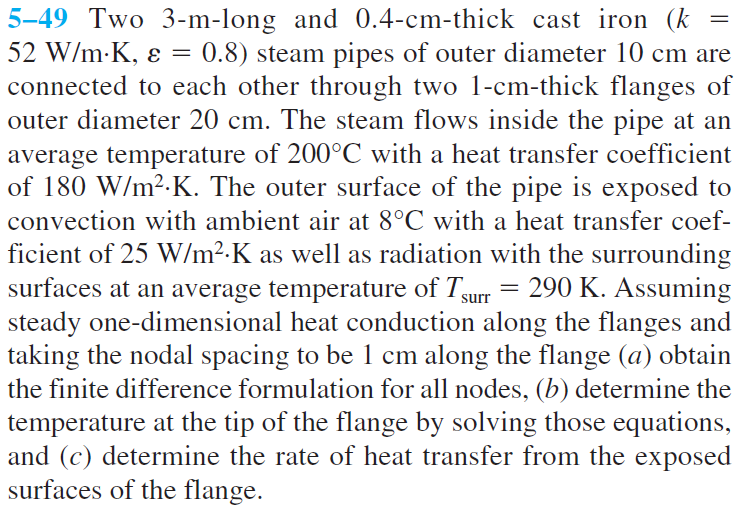 5–49 Two 3-m-long and 0.4-cm-thick cast iron (k =
52 W/m·K, ε = 0.8) steam pipes of outer diameter 10 cm are
connected to each other through two 1-cm-thick flanges of
outer diameter 20 cm. The steam flows inside the pipe at an
average temperature of 200°C with a heat transfer coefficient
of 180 W/m²·K. The outer surface of the pipe is exposed to
convection with ambient air at 8°C with a heat transfer coef-
ficient of 25 W/m²·K as well as radiation with the surrounding
surfaces at an average temperature of Tsurr = 290 K. Assuming
steady one-dimensional heat conduction along the flanges and
taking the nodal spacing to be 1 cm along the flange (a) obtain
the finite difference formulation for all nodes, (b) determine the
temperature at the tip of the flange by solving those equations,
and (c) determine the rate of heat transfer from the exposed
surfaces of the flange.